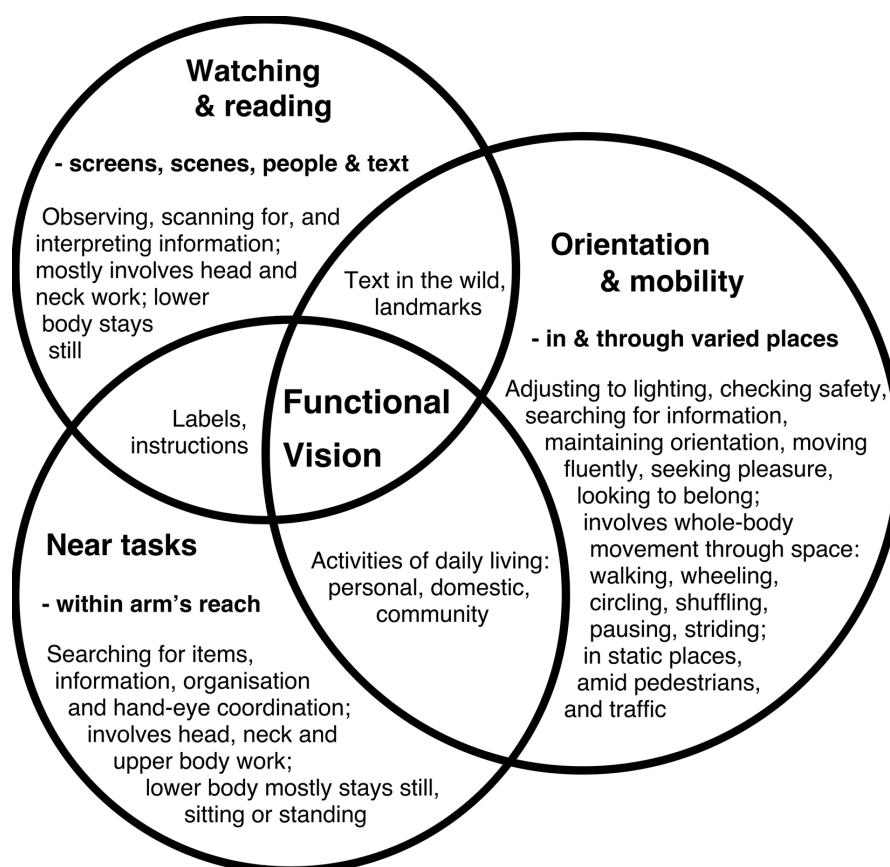 Watching
& reading
- screens, scenes, people & text
Observing, scanning for, and
interpreting information;
mostly involves head and
neck work; lower
body stays
still
Text in the wild,
landmarks
Orientation
& mobility
- in & through varied places
Adjusting to lighting, checking safety,
searching for information,
maintaining orientation, moving
fluently, seeking pleasure,
looking to belong;
involves whole-body
movement through space:
walking, wheeling,
circling, shuffling,
pausing, striding;
in static places,
amid pedestrians,
and traffic
Labels,
instructions
Functional
Vision
Near tasks
- within arm's reach
Searching for items,
information, organisation
and hand-eye coordination;
involves head, neck and
upper body work;
lower body mostly stays still,
sitting or standing
Activities of daily living:
personal, domestic,
community